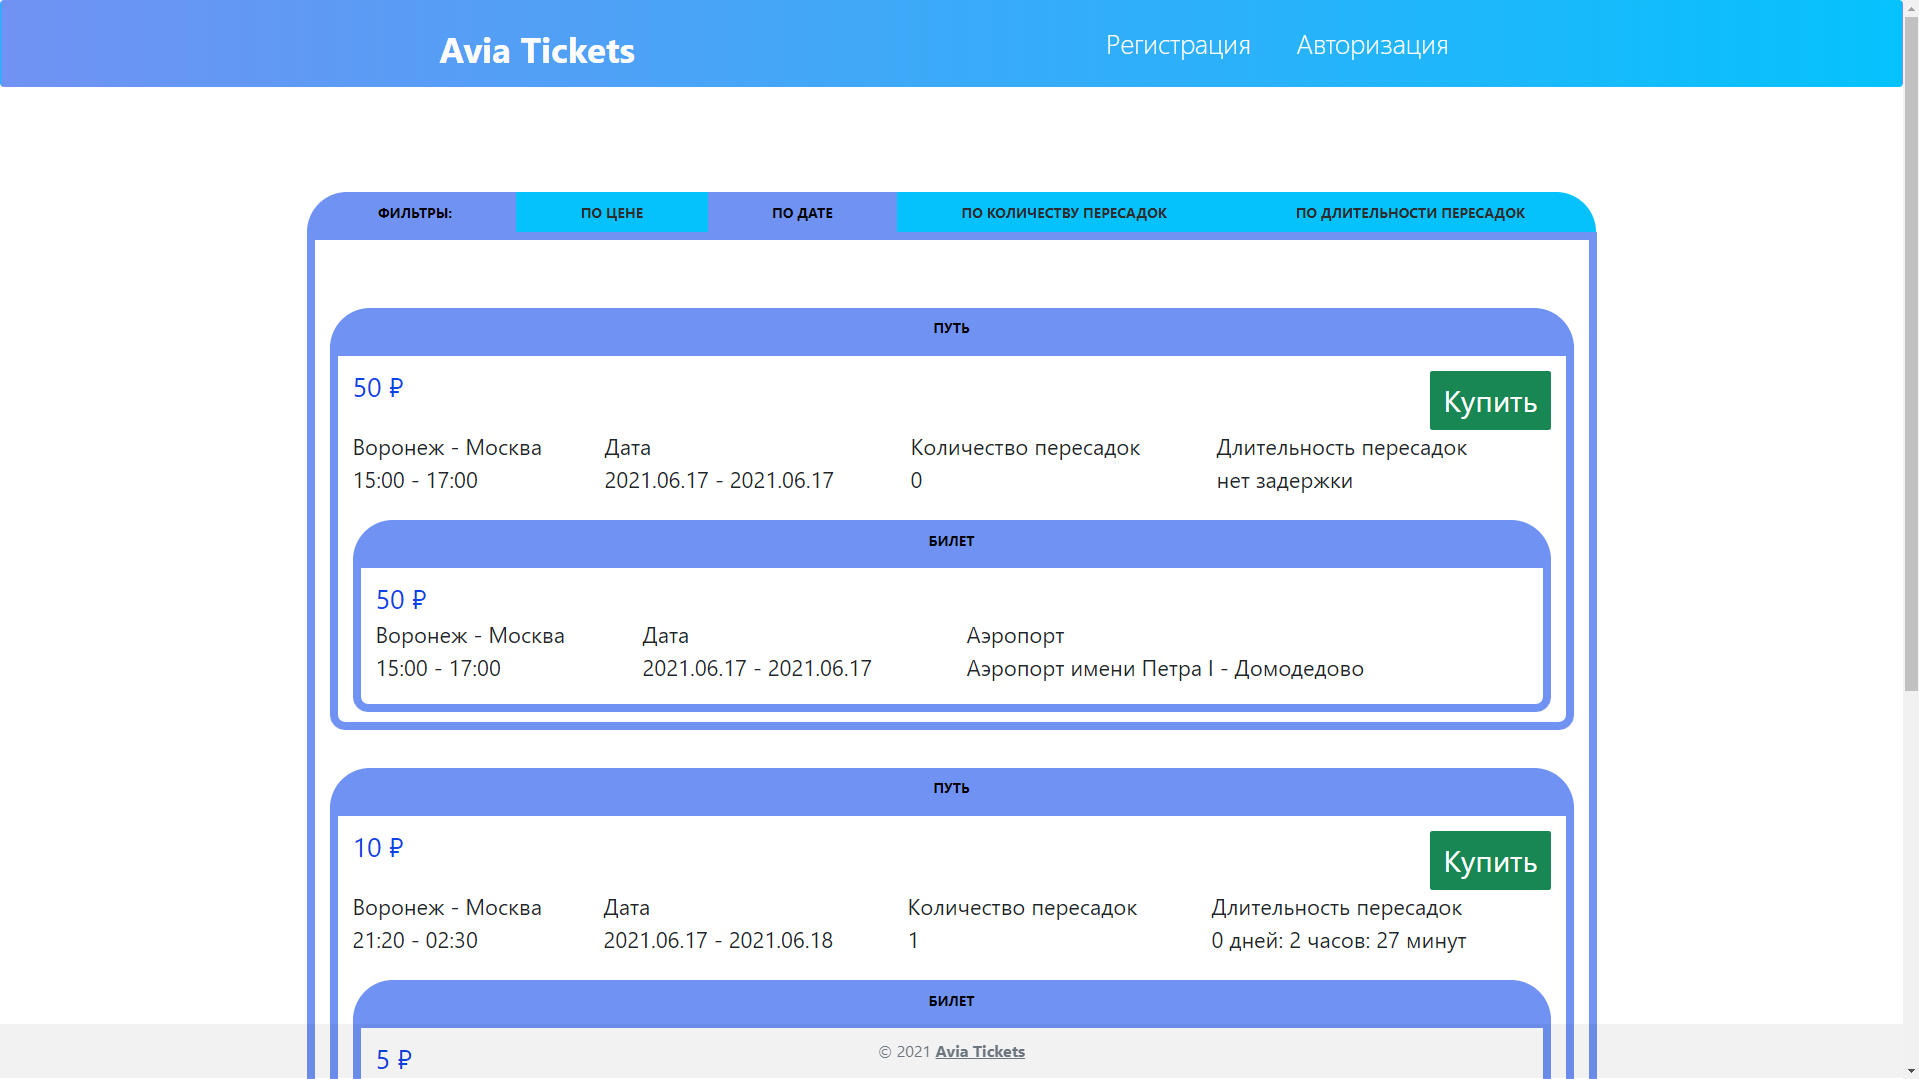 Avia Tickets Регистрация Авторизация
ФИЛЬТРЫ: ПО ЦЕНЕ ПО ДАТЕ ПО КОЛИЧЕСТВУ ПЕРЕСАДОК ПО ДЛИТЕЛЬНОСТИ ПЕРЕСАДОК
ПУТЬ
50 ₽ Купить
Воронеж - Москва Дата Количество пересадок Длительность пересадок
15:00 - 17:00 2021.06.17 - 2021.06.17 0 нет задержки
БИЛЕТ
50 ₽
Воронеж - Москва Дата Аэропорт
15:00 - 17:00 2021.06.17 - 2021.06.17 Аэропорт имени Петра I - Домодедово
ПУТЬ
10 ₽ Купить
Воронеж - Москва Дата Количество пересадок Длительность пересадок
21:20 - 02:30 2021.06.17 - 2021.06.18 1 0 дней: 2 часов: 27 минут
БИЛЕТ
5 ₽
© 2021 Avia Tickets